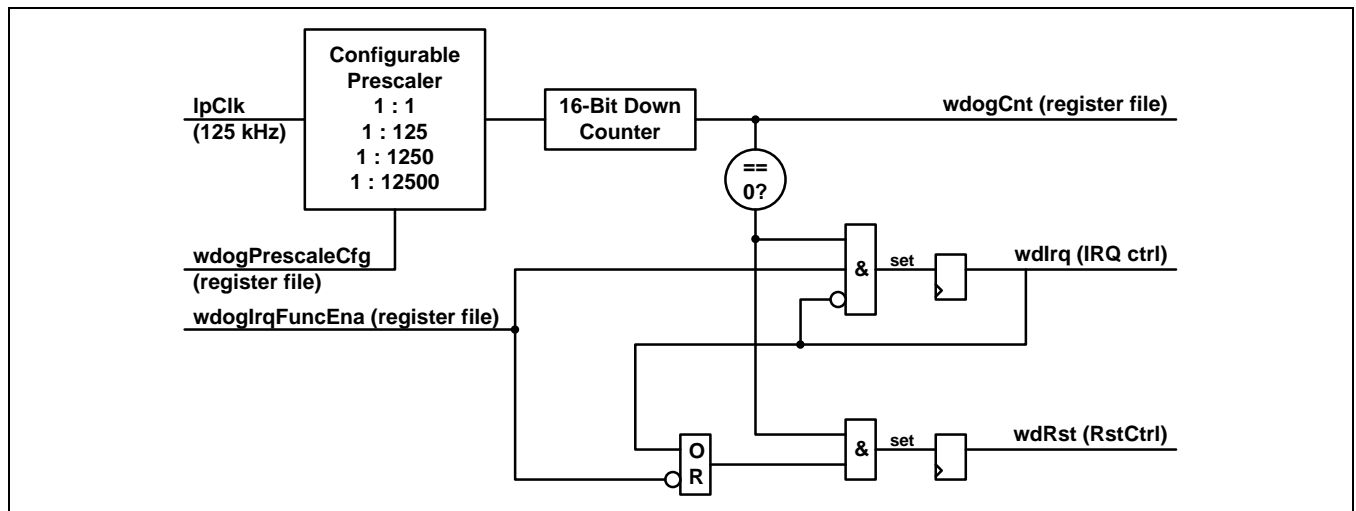 Configurable
Prescaler
1 : 1
1 : 125
1 : 1250
1 : 12500
lpClk
(125 kHz)
16-Bit Down
Counter
wdogCnt (register file)
==
0?
wdogPrescaleCfg
(register file)
wdogIrqFuncEna (register file)
&
set
wdIrq (IRQ ctrl)
O
R
&
set
wdRst (RstCtrl)